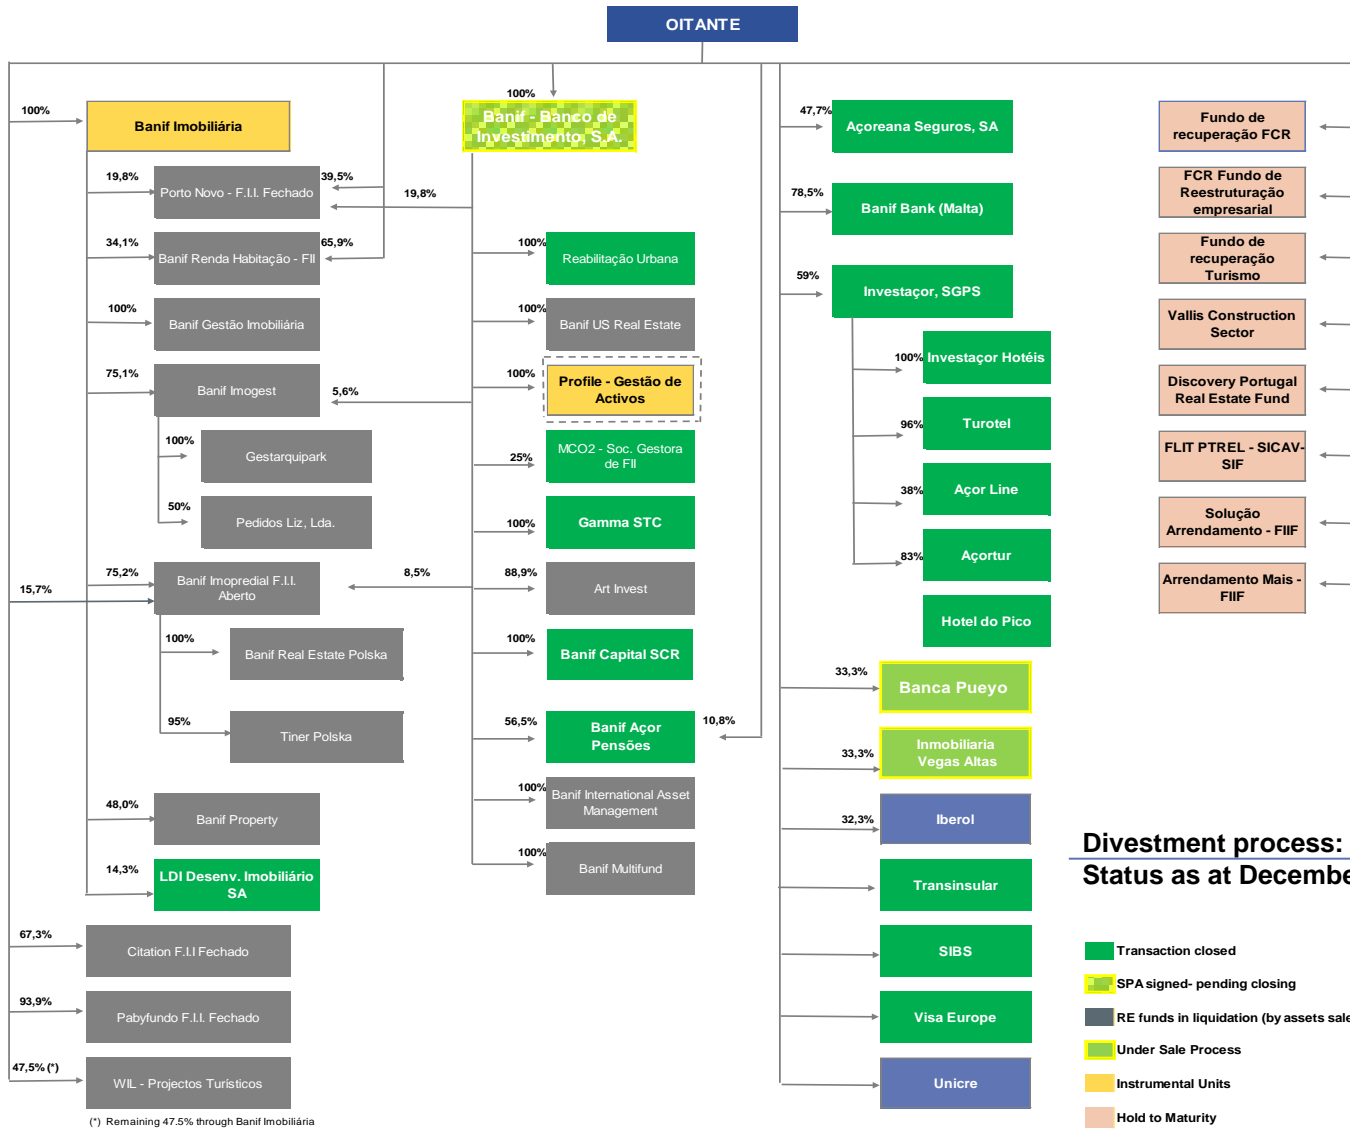 OITANTE
100%
Banif Imobiliária
19,8%
Porto Novo - F.I.I. Fechado
39,5%
34,1%
Banif Renda Habitação - FII
65,9%
100%
Banif Gestão Imobiliária
75,1%
Banif Imogest
5,6%
100%
Gestarquipark
50%
Pedidos Liz, Lda.
75,2%
Banif Imopredial F.I.I.
Aberto
15,7%
8,5%
100%
Banif Real Estate Polska
95%
Tiner Polska
48,0%
Banif Property
14,3%
LDI Desenv. Imobiliário
SA
67,3%
Citation F.I.I Fechado
93,9%
Pabyfundo F.I.I. Fechado
47,5% (*)
WIL - Projectos Turísticos
(*) Remaining 47.5% through Banif Imobiliária
100%
Banif - Banco de
Investimento, S.A.
19,8%
100%
Reabilitação Urbana
100%
Banif US Real Estate
100%
Profile - Gestão de
Activos
25%
MCO2 - Soc. Gestora
de FII
100%
Gamma STC
88,9%
Art Invest
100%
Banif Capital SCR
56,5%
Banif Açor
Pensões
10,8%
100%
Banif International Asset
Management
100%
Banif Multifund
47,7%
Açoreana Seguros, SA
78,5%
Banif Bank (Malta)
59%
Investaçor, SGPS
100%
Investaçor Hotéis
96%
Turotel
38%
Açor Line
83%
Açortur
Hotel do Pico
33,3%
Banca Pueyo
33,3%
Inmobiliaria
Vegas Altas
32,3%
Iberol
Transinsular
SIBS
Visa Europe
Unicre
Fundo de
recuperação FCR
FCR Fundo de
Reestruturação
empresarial
Fundo de
recuperação
Turismo
Vallis Construction
Sector
Discovery Portugal
Real Estate Fund
FLIT PTREL - SICAV-
SIF
Solução
Arrendamento - FIIF
Arrendamento Mais -
FIIF
Divestment process:
Status as at Decembe
Transaction closed
SPA signed- pending closing
RE funds in liquidation (by assets sale
Under Sale Process
Instrumental Units
Hold to Maturity